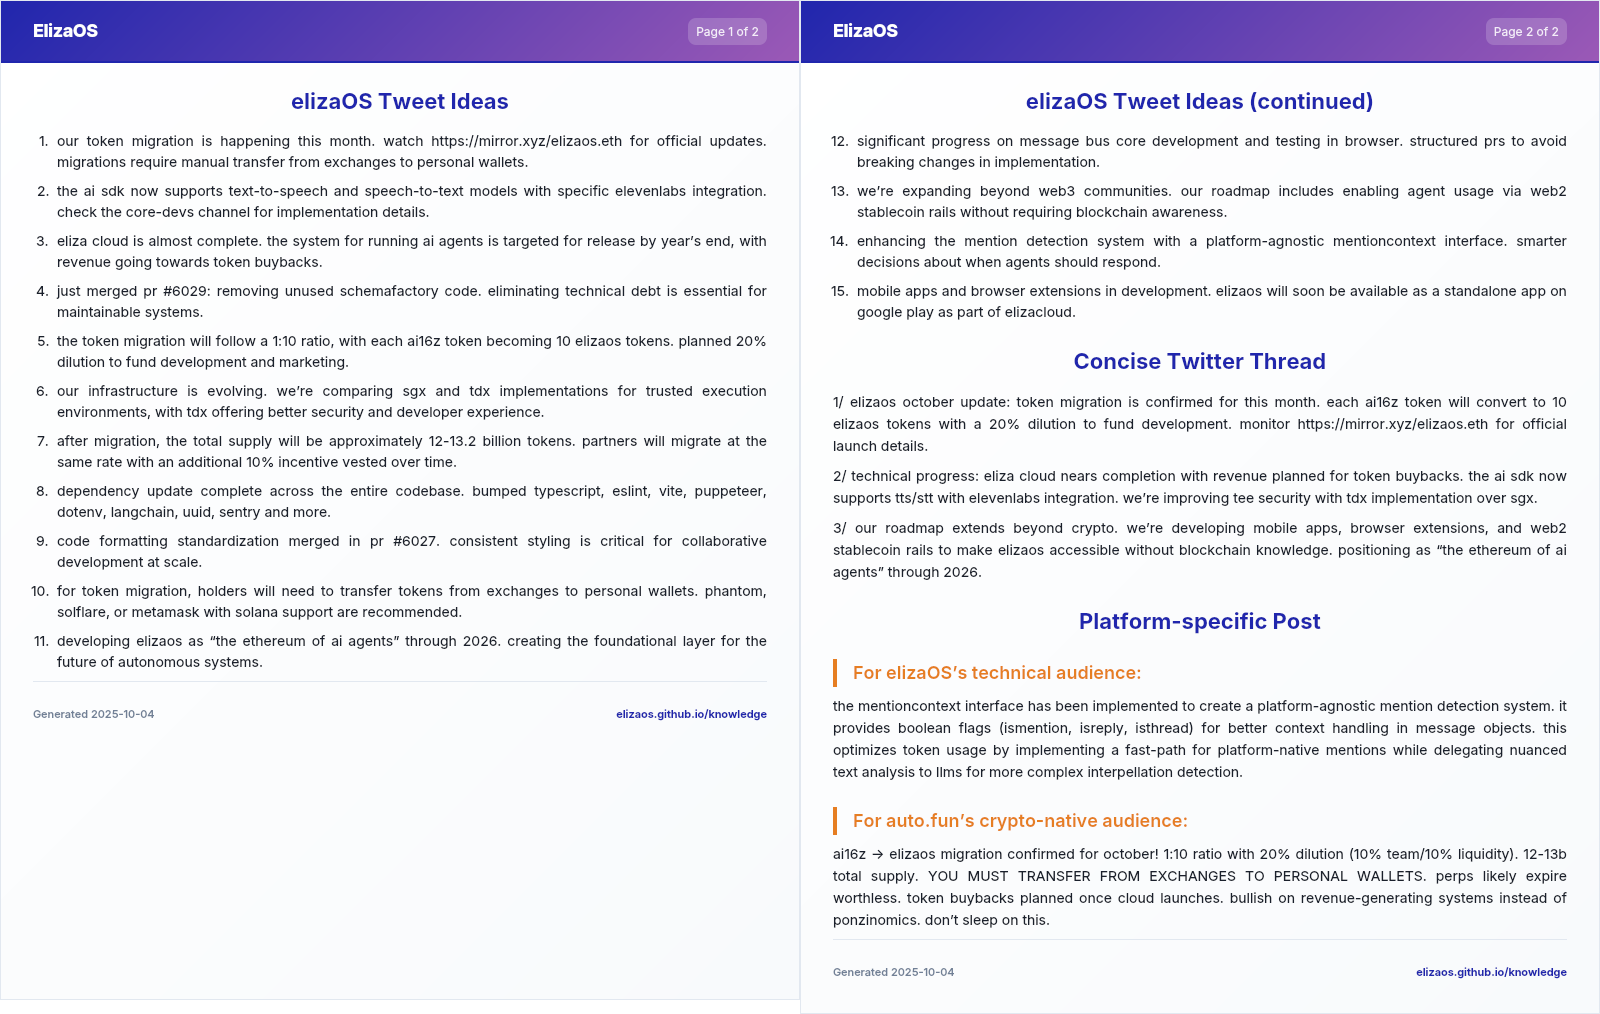 ElizaOS
Page 1 of 2
elizaOS Tweet Ideas
1. our token migration is happening this month. watch https://mirror.xyz/elizaos.eth for official updates.
migrations require manual transfer from exchanges to personal wallets.
2. the ai sdk now supports text-to-speech and speech-to-text models with specific elevenlabs integration.
check the core-devs channel for implementation details.
3. eliza cloud is almost complete. the system for running ai agents is targeted for release by year’s end, with
revenue going towards token buybacks.
4. just merged pr #6029: removing unused schemafactory code. eliminating technical debt is essential for
maintainable systems.
5. the token migration will follow a 1:10 ratio, with each ai16z token becoming 10 elizaos tokens. planned 20%
dilution to fund development and marketing.
6. our infrastructure is evolving. we’re comparing sgx and tdx implementations for trusted execution
environments, with tdx offering better security and developer experience.
7. after migration, the total supply will be approximately 12-13.2 billion tokens. partners will migrate at the
same rate with an additional 10% incentive vested over time.
8. dependency update complete across the entire codebase. bumped typescript, eslint, vite, puppeteer,
dotenv, langchain, uuid, sentry and more.
9. code formatting standardization merged in pr #6027. consistent styling is critical for collaborative
development at scale.
10. for token migration, holders will need to transfer tokens from exchanges to personal wallets. phantom,
solflare, or metamask with solana support are recommended.
11. developing elizaos as “the ethereum of ai agents” through 2026. creating the foundational layer for the
future of autonomous systems.
Generated 2025-10-04
elizaos.github.io/knowledge
ElizaOS
Page 2 of 2
elizaOS Tweet Ideas (continued)
12. significant progress on message bus core development and testing in browser. structured prs to avoid
breaking changes in implementation.
13. we’re expanding beyond web3 communities. our roadmap includes enabling agent usage via web2
stablecoin rails without requiring blockchain awareness.
14. enhancing the mention detection system with a platform-agnostic mentioncontext interface. smarter
decisions about when agents should respond.
15. mobile apps and browser extensions in development. elizaos will soon be available as a standalone app on
google play as part of elizacloud.
Concise Twitter Thread
1/ elizaos october update: token migration is confirmed for this month. each ai16z token will convert to 10
elizaos tokens with a 20% dilution to fund development. monitor https://mirror.xyz/elizaos.eth for official
launch details.
2/ technical progress: eliza cloud nears completion with revenue planned for token buybacks. the ai sdk now
supports tts/stt with elevenlabs integration. we’re improving tee security with tdx implementation over sgx.
3/ our roadmap extends beyond crypto. we’re developing mobile apps, browser extensions, and web2
stablecoin rails to make elizaos accessible without blockchain knowledge. positioning as “the ethereum of ai
agents” through 2026.
Platform-specific Post
For elizaOS’s technical audience:
the mentioncontext interface has been implemented to create a platform-agnostic mention detection system. it
provides boolean flags (ismention, isreply, isthread) for better context handling in message objects. this
optimizes token usage by implementing a fast-path for platform-native mentions while delegating nuanced
text analysis to llms for more complex interpellation detection.
For auto.fun’s crypto-native audience:
ai16z → elizaos migration confirmed for october! 1:10 ratio with 20% dilution (10% team/10% liquidity). 12-13b
total supply. YOU MUST TRANSFER FROM EXCHANGES TO PERSONAL WALLETS. perps likely expire
worthless. token buybacks planned once cloud launches. bullish on revenue-generating systems instead of
ponzinomics. don’t sleep on this.
Generated 2025-10-04
elizaos.github.io/knowledge